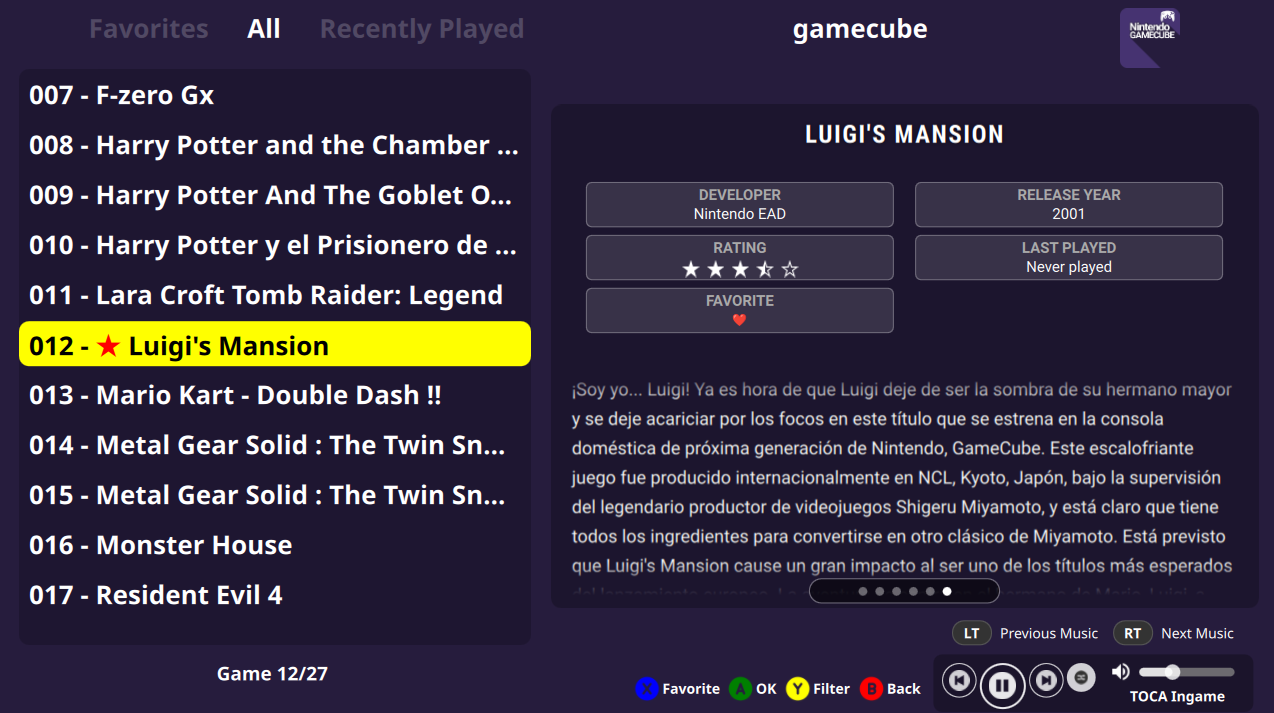 Favorites All Recently Played
gamecube
Nintendo
GAMECUBE
007 - F-zero Gx
008 - Harry Potter and the Chamber ...
009 - Harry Potter And The Goblet O...
010 - Harry Potter y el Prisionero de ...
011 - Lara Croft Tomb Raider: Legend
012 - ★ Luigi's Mansion
013 - Mario Kart - Double Dash !!
014 - Metal Gear Solid : The Twin Sn...
015 - Metal Gear Solid : The Twin Sn...
016 - Monster House
017 - Resident Evil 4
Game 12/27
LUIGI'S MANSION
DEVELOPER
Nintendo EAD
RELEASE YEAR
2001
RATING
LAST PLAYED
Never played
FAVORITE
¡Soy yo... Luigi! Ya es hora de que Luigi deje de ser la sombra de su hermano mayor
y se deje acariciar por los focos en este título que se estrena en la consola
doméstica de próxima generación de Nintendo, GameCube. Este escalofriante
juego fue producido internacionalmente en NCL, Kyoto, Japón, bajo la supervisión
del legendario productor de videojuegos Shigeru Miyamoto, y está claro que tiene
todos los ingredientes para convertirse en otro clásico de Miyamoto. Está previsto
que Luigi's Mansion cause un gran impacto al ser uno de los títulos más esperados
LT Previous Music RT Next Music
X Favorite A OK Y Filter B Back
TOCA Ingame